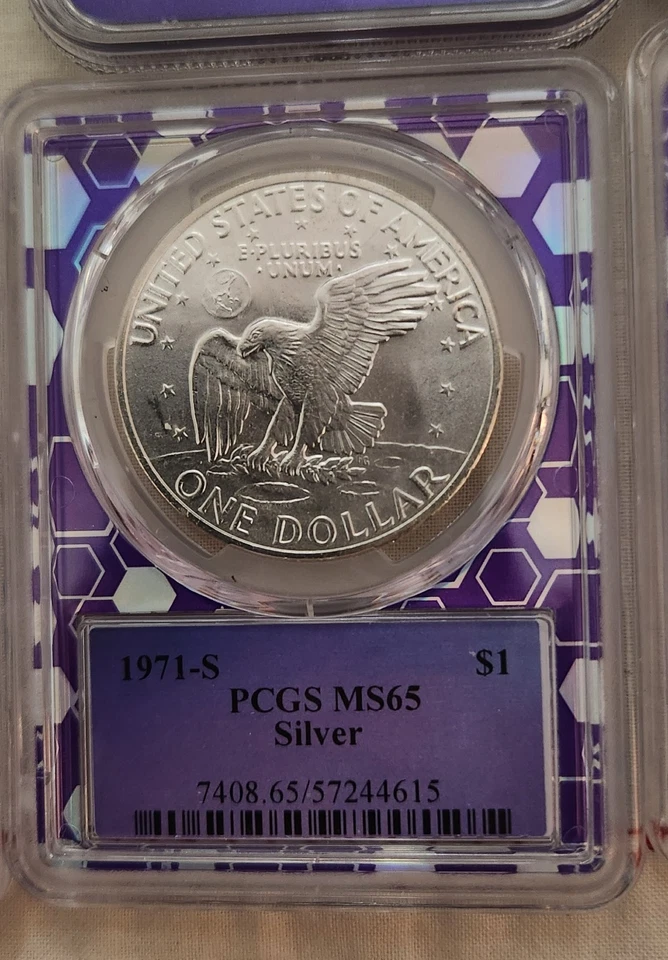 UNITED STATES OF AMERICA
E·PLURIBUS
·UNUM·
ONE DOLLAR
1971-S $1
PCGS MS65
Silver
7408.65/57244615